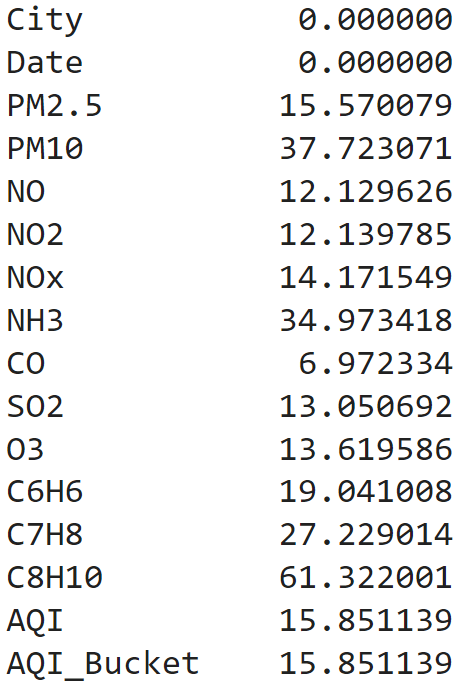 City 0.000000
Date 0.000000
PM2.5 15.570079
PM10 37.723071
NO 12.129626
NO2 12.139785
NOx 14.171549
NH3 34.973418
CO 6.972334
SO2 13.050692
O3 13.619586
C6H6 19.041008
C7H8 27.229014
C8H10 61.322001
AQI 15.851139
AQI_Bucket 15.851139